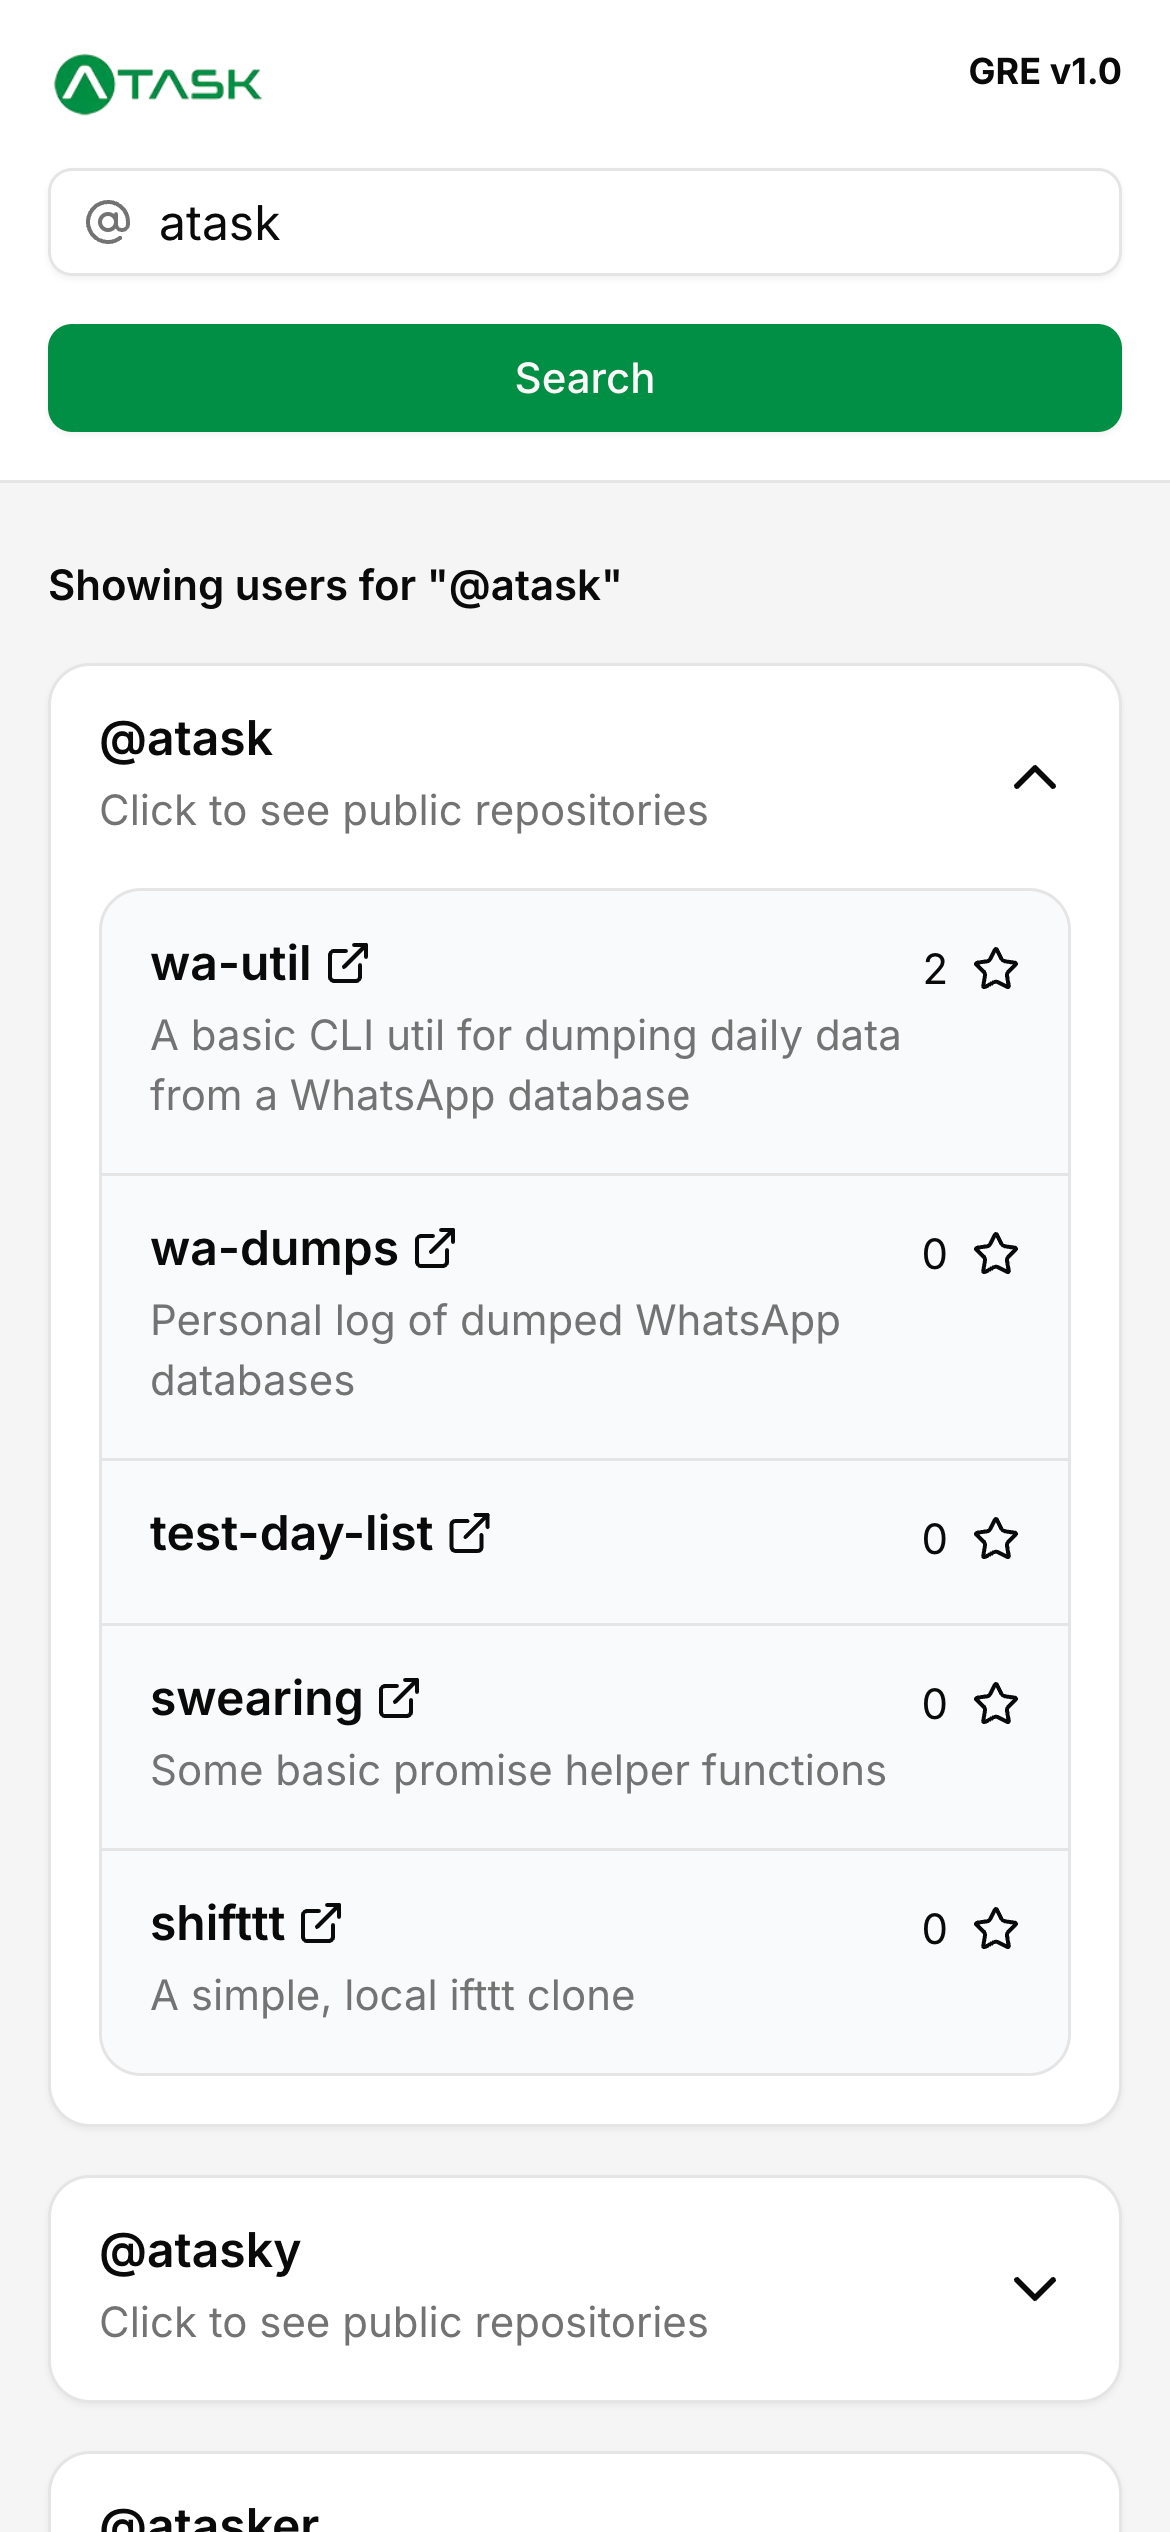 ATASK
GRE v1.0
@ atask
Search
Showing users for "@atask"
@atask
Click to see public repositories
wa-util
2
A basic CLI util for dumping daily data
from a WhatsApp database
wa-dumps
0
Personal log of dumped WhatsApp
databases
test-day-list
0
swearing
0
Some basic promise helper functions
shifttt
0
A simple, local ifttt clone
@atasky
Click to see public repositories
@atasker